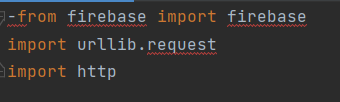 -from firebase import firebase
import urllib.request
import http